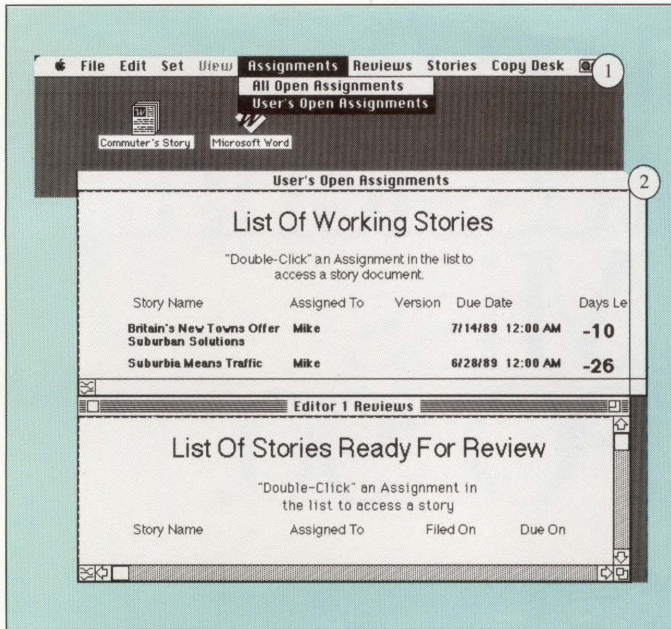 File Edit Set View Assignments Reviews Stories Copy Desk
1
All Open Assignments
User's Open Assignments
Commuter's Story Microsoft Word
User's Open Assignments
2
List Of Working Stories
"Double-Click" an Assignment in the list to
access a story document.
Story Name Assigned To Version Due Date Days Le
Britain's New Towns Offer Mike 7/14/89 12:00 AM -10
Suburban Solutions
Suburbia Means Traffic Mike 6/28/89 12:00 AM -26
Editor 1 Reviews
List Of Stories Ready For Review
"Double-Click" an Assignment in
the list to access a story
Story Name Assigned To Filed On Due On